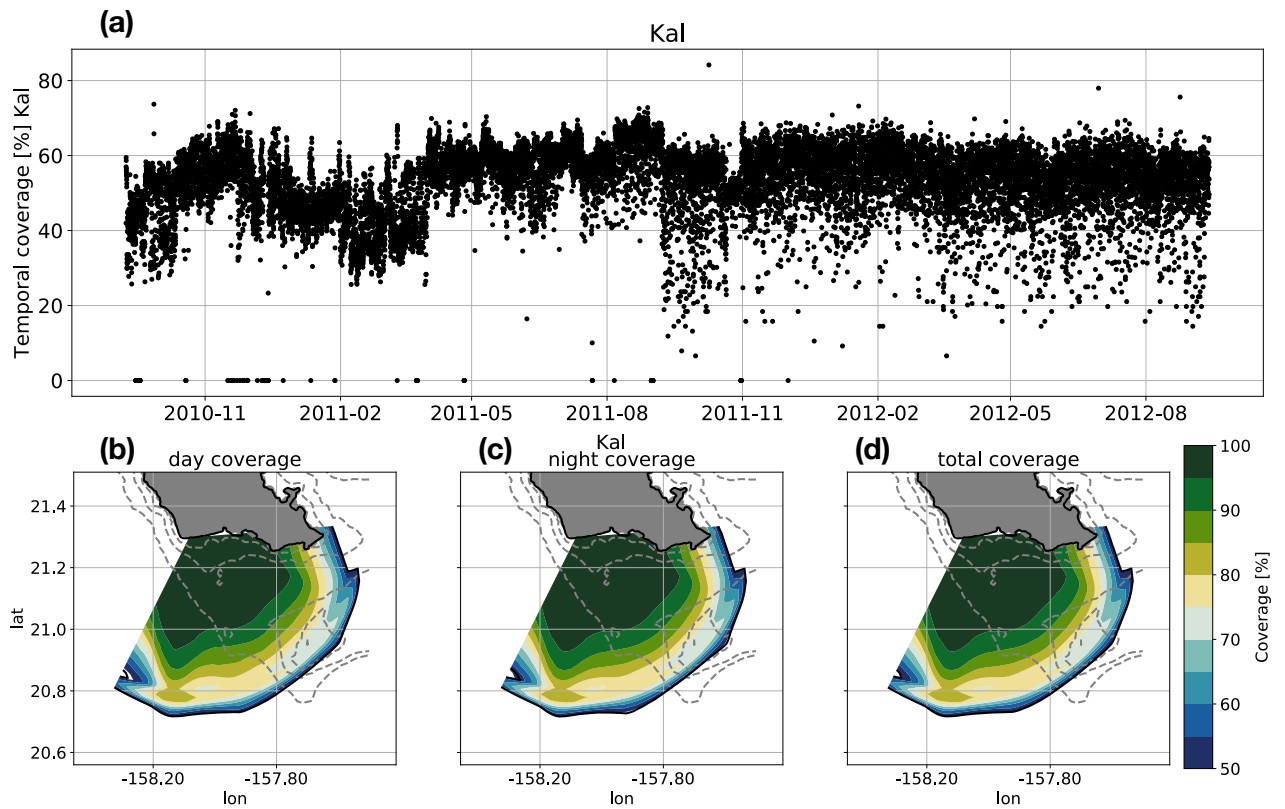 (a)
Kal
Temporal coverage [%] Kal
80
60
40
20
0
2010-11 2011-02 2011-05 2011-08 2011-11 2012-02 2012-05 2012-08
Kal
(b) (c) (d)
day coverage night coverage total coverage
lat
21.4
21.2
21.0
20.8
20.6
-158.20 -157.80 -158.20 -157.80 -158.20 -157.80
lon lon lon
100
90
80
70
60
50
Coverage [%]